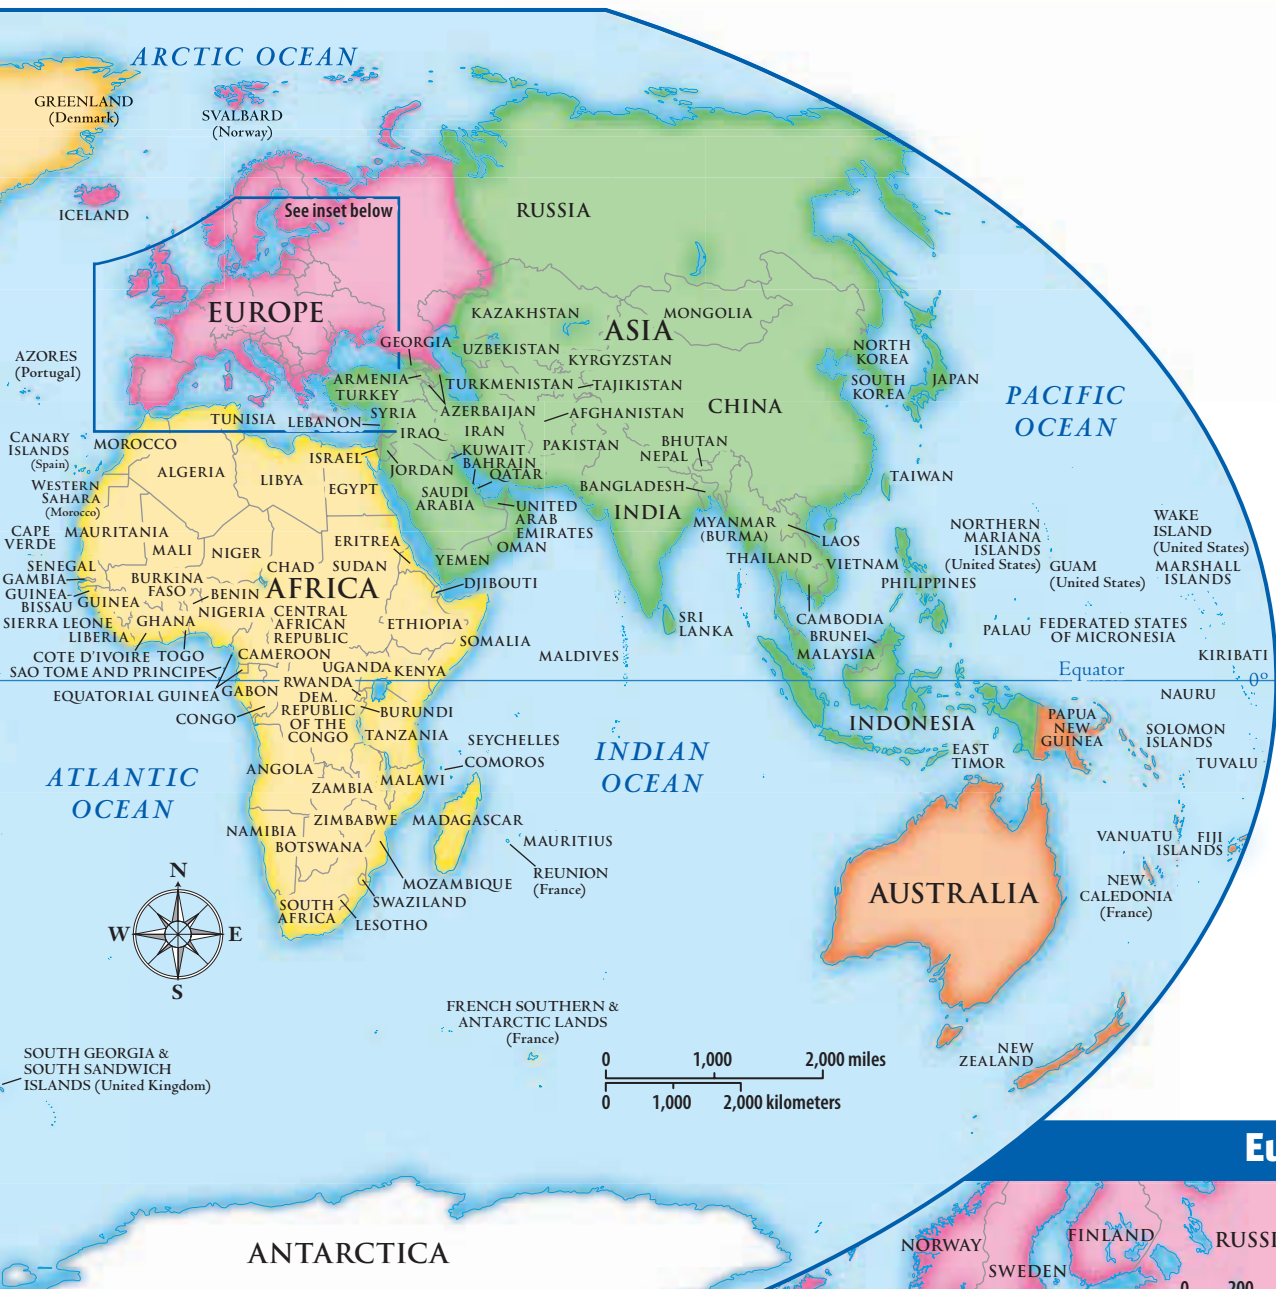 ARCTIC OCEAN
GREENLAND
(Denmark)
SVALBARD
(Norway)
ICELAND
See inset below
RUSSIA
EUROPE
KAZAKHSTAN
MONGOLIA
ASIA
GEORGIA
UZBEKISTAN
KYRGYZSTAN
NORTH
KOREA
AZORES
(Portugal)
ARMENIA
TURKEY
TURKMENISTAN
TAJIKISTAN
SOUTH
KOREA
JAPAN
PACIFIC
OCEAN
TUNISIA
LEBANON
SYRIA
AZERBAIJAN
AFGHANISTAN
CHINA
CANARY
ISLANDS
(Spain)
MOROCCO
IRAQ
IRAN
PAKISTAN
BHUTAN
NEPAL
ISRAEL
JORDAN
KUWAIT
BAHRAIN
QATAR
ALGERIA
LIBYA
EGYPT
SAUDI
ARABIA
BANGLADESH
TAIWAN
WESTERN
SAHARA
(Morocco)
UNITED
ARAB
EMIRATES
OMAN
INDIA
MYANMAR
(BURMA)
LAOS
NORTHERN
MARIANA
ISLANDS
(United States)
WAKE
ISLAND
(United States)
CAPE
VERDE
MAURITANIA
MALI
NIGER
ERITREA
CHAD
SUDAN
YEMEN
THAILAND
VIETNAM
GUAM
(United States)
MARSHALL
ISLANDS
SENEGAL
GAMBIA
GUINEA-
BISSAU
GUINEA
BURKINA
FASO
BENIN
AFRICA
DJIBOUTI
PHILIPPINES
SIERRA LEONE
LIBERIA
GHANA
NIGERIA
CENTRAL
AFRICAN
REPUBLIC
ETHIOPIA
SOMALIA
SRI
LANKA
CAMBODIA
BRUNEI
MALAYSIA
PALAU
FEDERATED STATES
OF MICRONESIA
COTE D'IVOIRE
TOGO
CAMEROON
SAO TOME AND PRINCIPE
UGANDA
KENYA
MALDIVES
KIRIBATI
Equator
0°
EQUATORIAL GUINEA
GABON
RWANDA
DEM.
REPUBLIC
OF THE
CONGO
BURUNDI
NAURU
CONGO
TANZANIA
INDONESIA
PAPUA
NEW
GUINEA
SOLOMON
ISLANDS
SEYCHELLES
COMOROS
INDIAN
OCEAN
EAST
TIMOR
TUVALU
ATLANTIC
OCEAN
ANGOLA
ZAMBIA
MALAWI
NAMIBIA
ZIMBABWE
BOTSWANA
MADAGASCAR
MAURITIUS
VANUATU
FIJI
ISLANDS
N
W
E
S
MOZAMBIQUE
REUNION
(France)
SWAZILAND
SOUTH
AFRICA
LESOTHO
AUSTRALIA
NEW
CALEDONIA
(France)
FRENCH SOUTHERN &
ANTARCTIC LANDS
(France)
NEW
ZEALAND
SOUTH GEORGIA &
SOUTH SANDWICH
ISLANDS (United Kingdom)
0 1,000 2,000 miles
0 1,000 2,000 kilometers
ANTARCTICA
Eu
NORWAY
SWEDEN
FINLAND
RUSSI
0 200